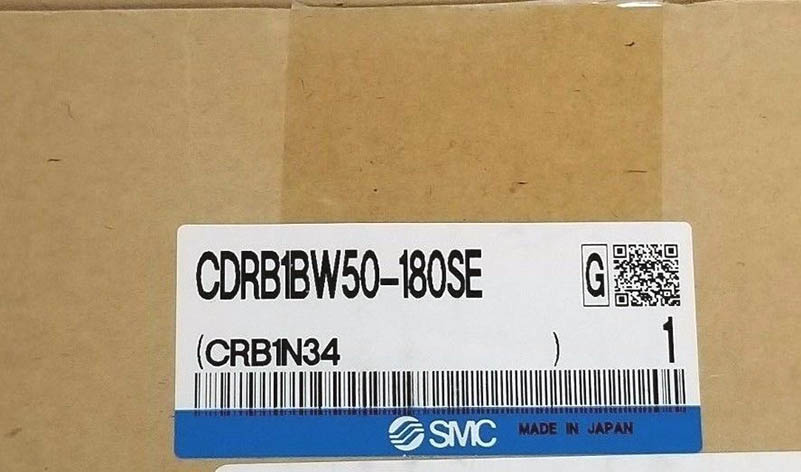 CDRB1BW50-180SE
G
(CRB1N34 )
1
SMC
MADE IN JAPAN